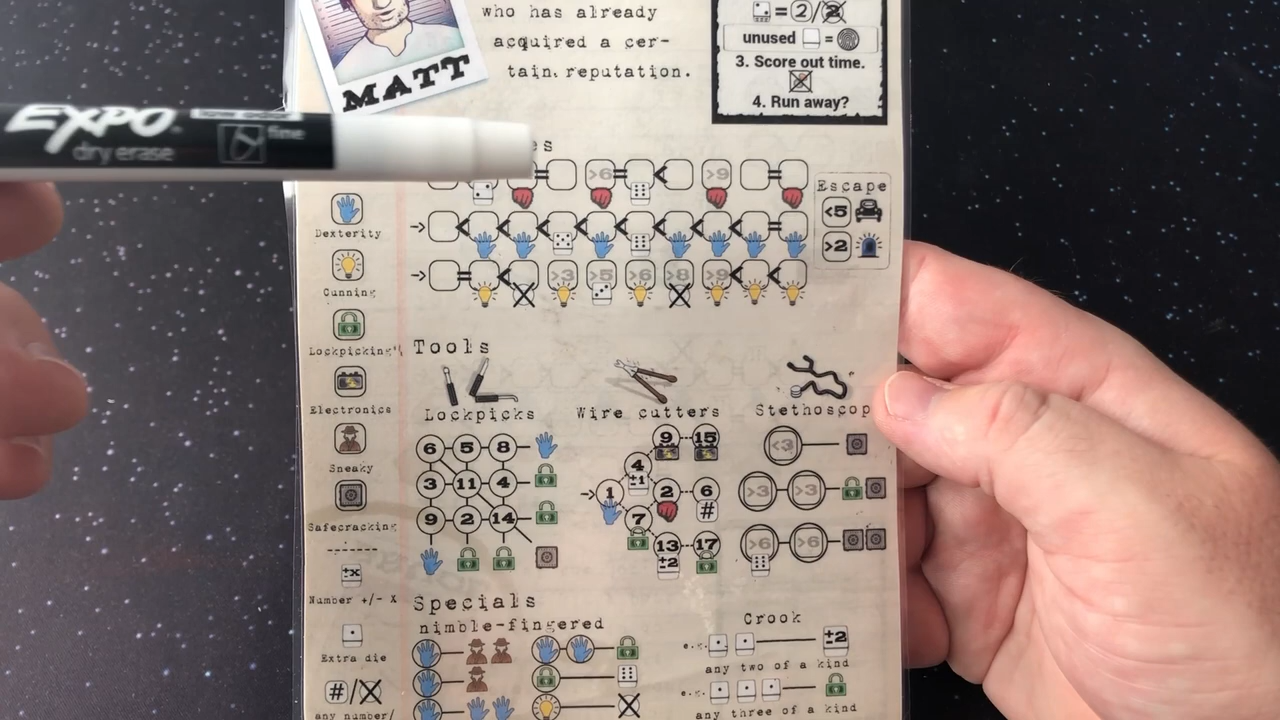 who has already
acquired a cer-
tain reputation.
MATT
= 2/2
unused = 
3. Score out time.
4. Run away?
EXPO
fine
dry erase
es
= >6 = < >9 =
Escape
<5
>2
Dexterity
→ < < < < < < < < =
→ = < >3 >5 >6 >8 >9 < <
Cunning
Lockpicking
Electronics
Sneaky
Safecracking
±x
Number +/- X
Extra die
#/
any number/
Tools
Lockpicks
Wire cutters
Stethoscop
6 5 8
3 11 4
9 2 14
9 15
4
±1
1 2 6
#
7
13 17
±2
<3
>3 >3
>6 >6
Specials
nimble-fingered
Crook
e.g.
±2
any two of a kind
e.g.
any three of a kind